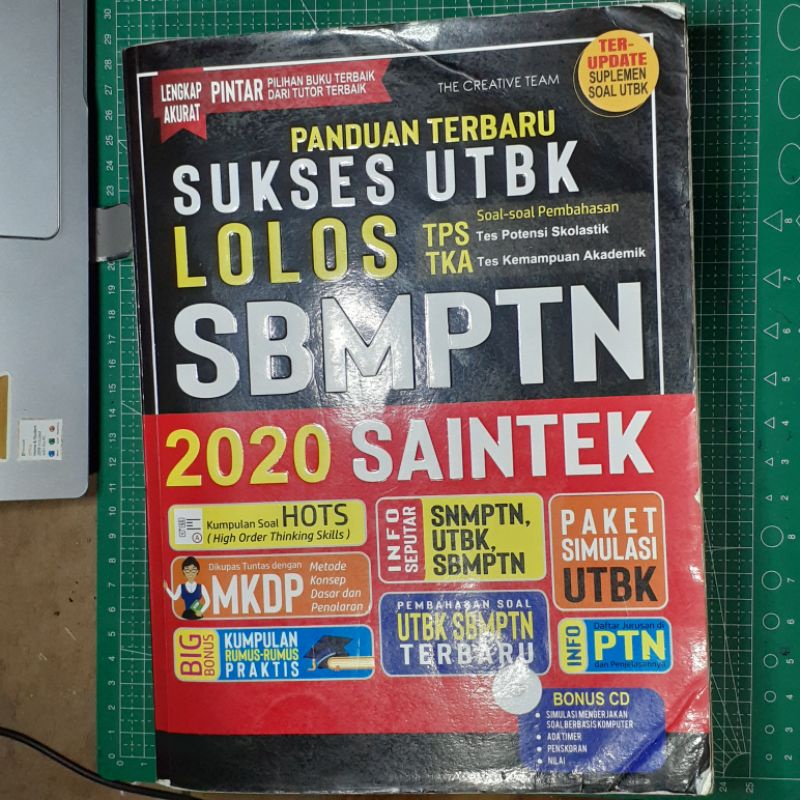 LENGKAP
AKURAT
PINTAR
PILIHAN BUKU TERBAIK
DARI TUTOR TERBAIK
THE CREATIVE TEAM
TER-
UPDATE
SUPLEMEN
SOAL UTBK
PANDUAN TERBARU
SUKSES UTBK
LOLOS
Soal-soal Pembahasan
TPS Tes Potensi Skolastik
TKA Tes Kemampuan Akademik
SBMPTN
2020 SAINTEK
Kumpulan Soal HOTS
( High Order Thinking Skills )
INFO
SEPUTAR
SNMPTN,
UTBK,
SBMPTN
PAKET
SIMULASI
UTBK
Dikupas Tuntas dengan
MKDP
Metode
Konsep
Dasar dan
Penalaran
PEMBAHASAN SOAL
UTBK SBMPTN
TERBARU
BIG
BONUS
KUMPULAN
RUMUS-RUMUS
PRAKTIS
INFO
Daftar Jurusan di
PTN
dan Penjelasannya
BONUS CD
• SIMULASI MENGERJAKAN
SOAL BERBASIS KOMPUTER
• ADA TIMER
• PENSKORAN
• NILAI